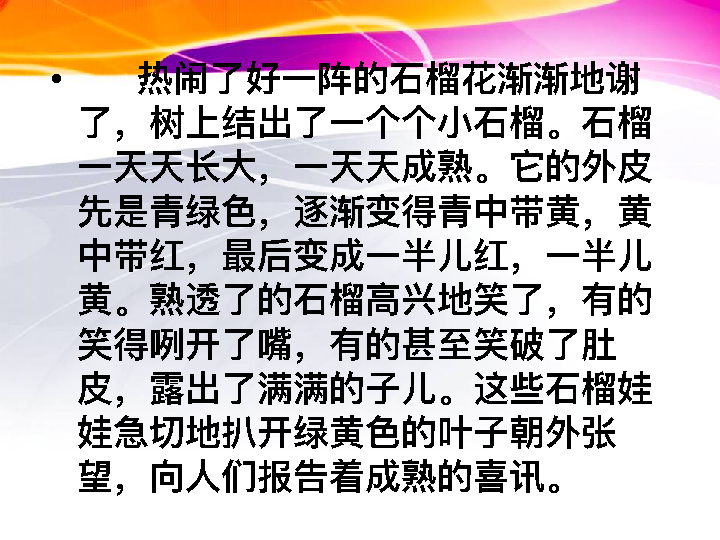 • 热闹了好一阵的石榴花渐渐地谢
了，树上结出了一个个小石榴。石榴
一天天长大，一天天成熟。它的外皮
先是青绿色，逐渐变得青中带黄，黄
中带红，最后变成一半儿红，一半儿
黄。熟透了的石榴高兴地笑了，有的
笑得咧开了嘴，有的甚至笑破了肚
皮，露出了满满的子儿。这些石榴娃
娃急切地扒开绿黄色的叶子朝外张
望，向人们报告着成熟的喜讯。